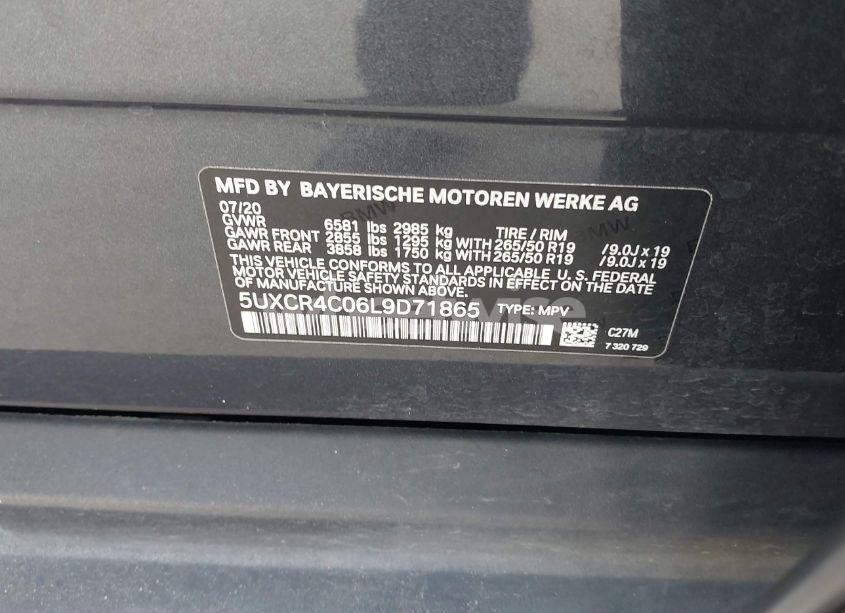 MFD BY BAYERISCHE MOTOREN WERKE AG
07/20
GVWR 6581 lbs 2985 kg TIRE / RIM
GAWR FRONT 2855 lbs 1295 kg WITH 265/50 R19 /9.0J x 19
GAWR REAR 3858 lbs 1750 kg WITH 265/50 R19 /9.0J x 19
THIS VEHICLE CONFORMS TO ALL APPLICABLE U. S. FEDERAL
MOTOR VEHICLE SAFETY STANDARDS IN EFFECT ON THE DATE
OF MANUFACTURE SHOWN ABOVE.
5UXCR4C06L9D71865 TYPE: MPV
C27M
7 320 729
BMW
BMW